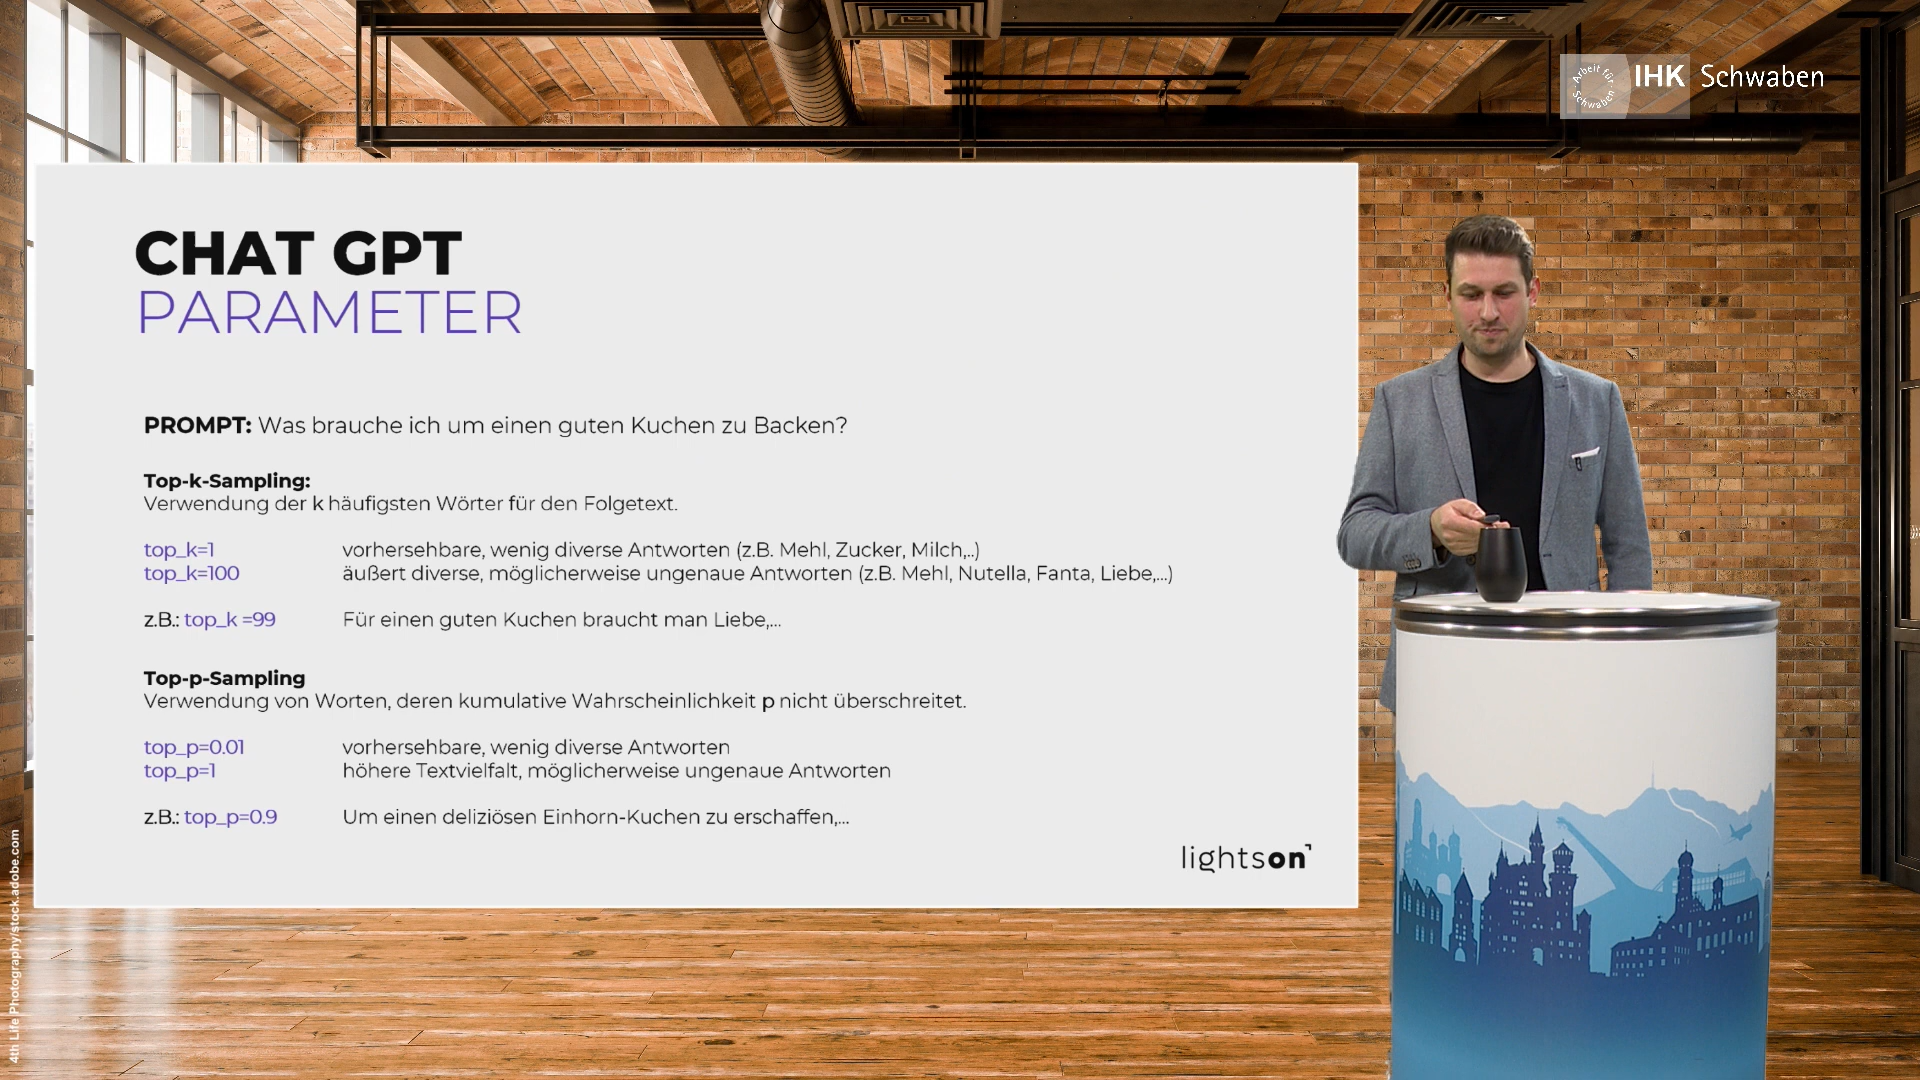 Arbeit für
Schwaben
IHK Schwaben
CHAT GPT
PARAMETER
PROMPT: Was brauche ich um einen guten Kuchen zu Backen?
Top-k-Sampling:
Verwendung der k häufigsten Wörter für den Folgetext.
top_k=1 vorhersehbare, wenig diverse Antworten (z.B. Mehl, Zucker, Milch,..)
top_k=100 äußert diverse, möglicherweise ungenaue Antworten (z.B. Mehl, Nutella, Fanta, Liebe,...)
z.B.: top_k =99 Für einen guten Kuchen braucht man Liebe,...
Top-p-Sampling
Verwendung von Worten, deren kumulative Wahrscheinlichkeit p nicht überschreitet.
top_p=0.01 vorhersehbare, wenig diverse Antworten
top_p=1 höhere Textvielfalt, möglicherweise ungenaue Antworten
z.B.: top_p=0.9 Um einen deliziösen Einhorn-Kuchen zu erschaffen,...
lightson
4th Life Photography/stock.adobe.com